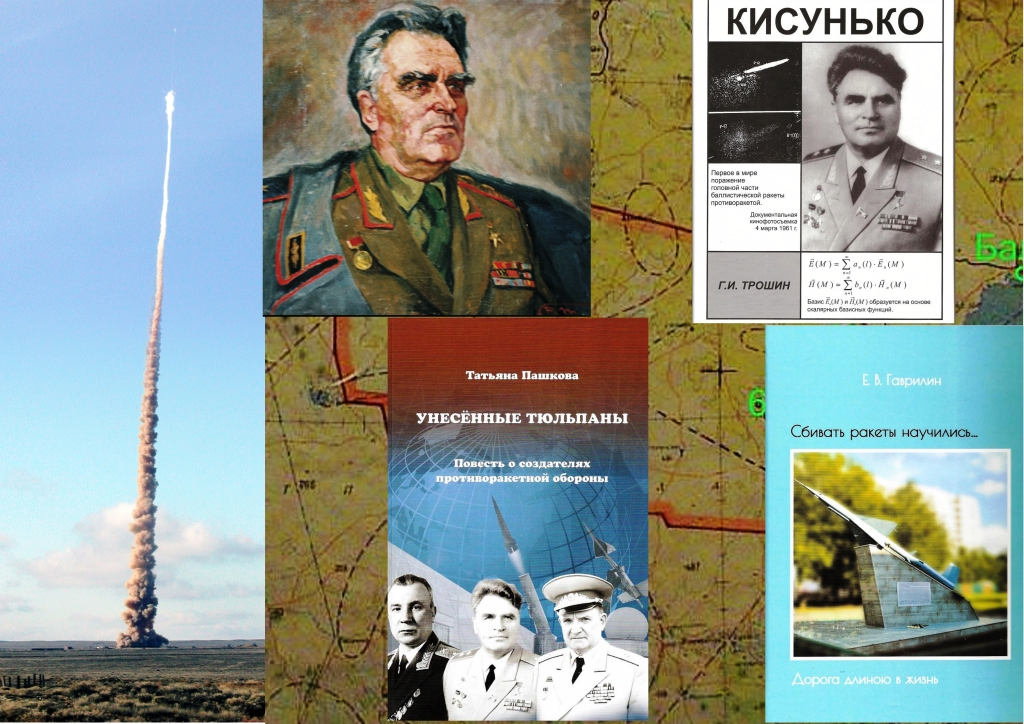 КИСУНЬКО
Первое в мире
поражение
головной части
баллистической ракеты
противоракетой.
Документальная
кинофотосъемка
4 марта 1961 г.
Г.И. ТРОШИН
Базис E̅ₙ(M) и H̅ₙ(M) образуется на основе
скалярных базисных функций.
Татьяна Пашкова
УНЕСЁННЫЕ ТЮЛЬПАНЫ
Повесть о создателях
противоракетной обороны
Е. В. Гаврилин
Сбивать ракеты научились...
Дорога длиною в жизнь